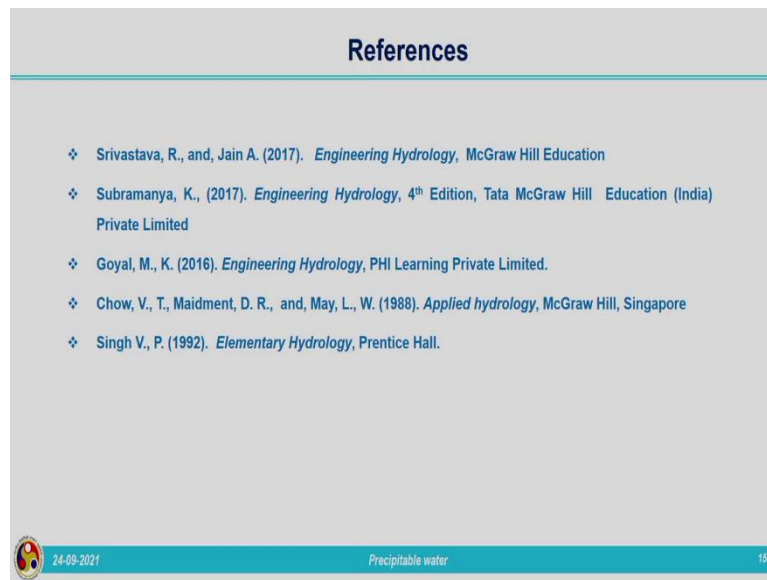 References
❖ Srivastava, R., and, Jain A. (2017). Engineering Hydrology, McGraw Hill Education
❖ Subramanya, K., (2017). Engineering Hydrology, 4th Edition, Tata McGraw Hill Education (India)
Private Limited
❖ Goyal, M., K. (2016). Engineering Hydrology, PHI Learning Private Limited.
❖ Chow, V., T., Maidment, D. R., and, May, L., W. (1988). Applied hydrology, McGraw Hill, Singapore
❖ Singh V., P. (1992). Elementary Hydrology, Prentice Hall.
24-09-2021 Precipitable water 15